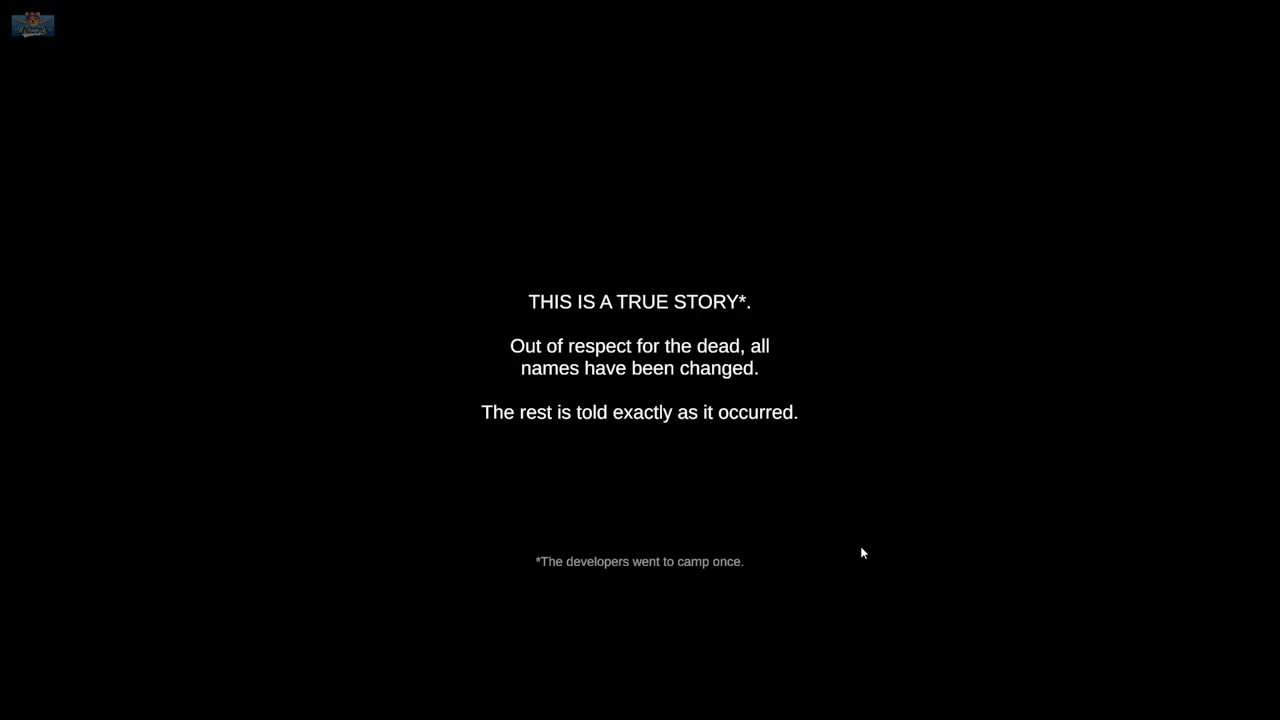 THIS IS A TRUE STORY*.
Out of respect for the dead, all
names have been changed.
The rest is told exactly as it occurred.
*The developers went to camp once.